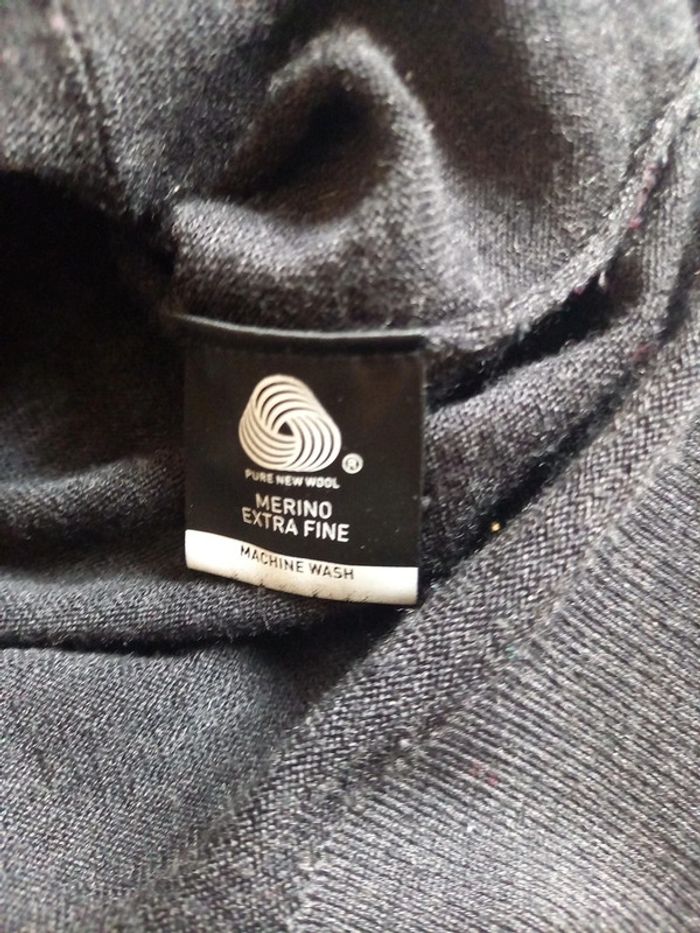 ®
PURE NEW WOOL
MERINO
EXTRA FINE
MACHINE WASH